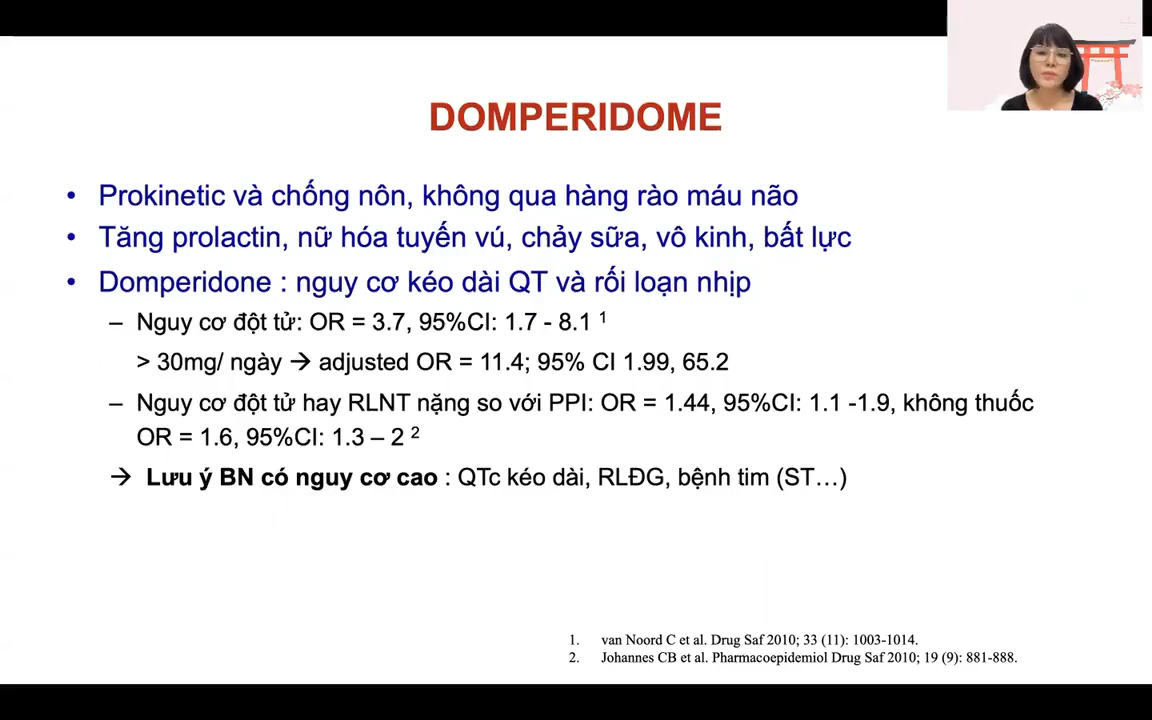 DOMPERIDOME
• Prokinetic và chống nôn, không qua hàng rào máu não
• Tăng prolactin, nữ hóa tuyến vú, chảy sữa, vô kinh, bất lực
• Domperidone : nguy cơ kéo dài QT và rối loạn nhịp
– Nguy cơ đột tử: OR = 3.7, 95%CI: 1.7 - 8.1 ¹
> 30mg/ ngày → adjusted OR = 11.4; 95% CI 1.99, 65.2
– Nguy cơ đột tử hay RLNT nặng so với PPI: OR = 1.44, 95%CI: 1.1 -1.9, không thuốc
OR = 1.6, 95%CI: 1.3 – 2 ²
→ Lưu ý BN có nguy cơ cao : QTc kéo dài, RLĐG, bệnh tim (ST…)
1. van Noord C et al. Drug Saf 2010; 33 (11): 1003-1014.
2. Johannes CB et al. Pharmacoepidemiol Drug Saf 2010; 19 (9): 881-888.